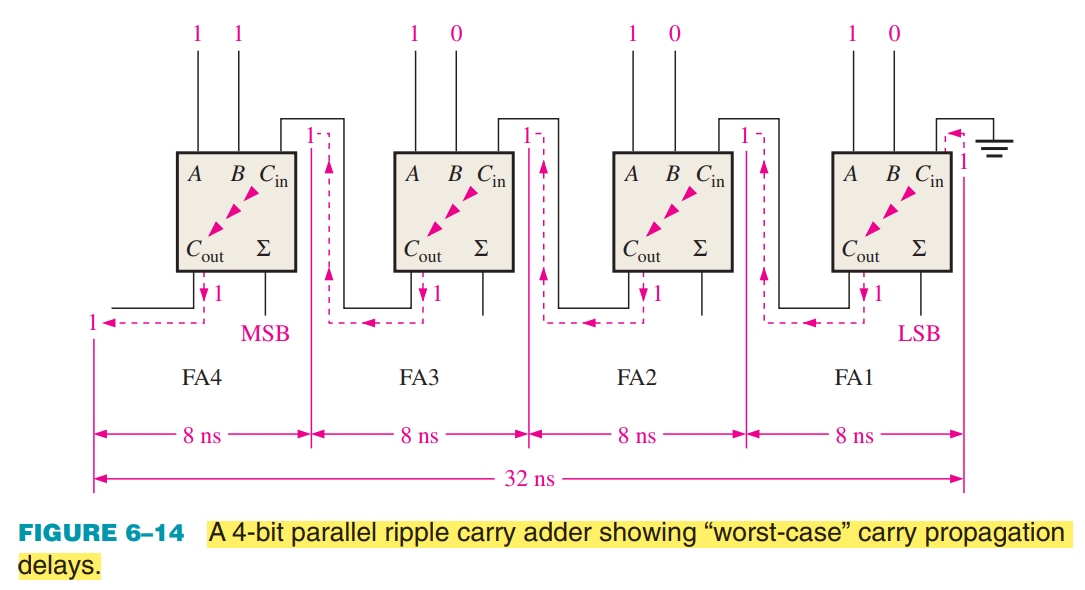 1 1 1 0 1 0 1 0
1 1 1 1
A B Cin A B Cin A B Cin A B Cin
Cout Σ Cout Σ Cout Σ Cout Σ
1 1 1 1
1 MSB LSB
FA4 FA3 FA2 FA1
8 ns 8 ns 8 ns 8 ns
32 ns
FIGURE 6–14 A 4-bit parallel ripple carry adder showing “worst-case” carry propagation
delays.